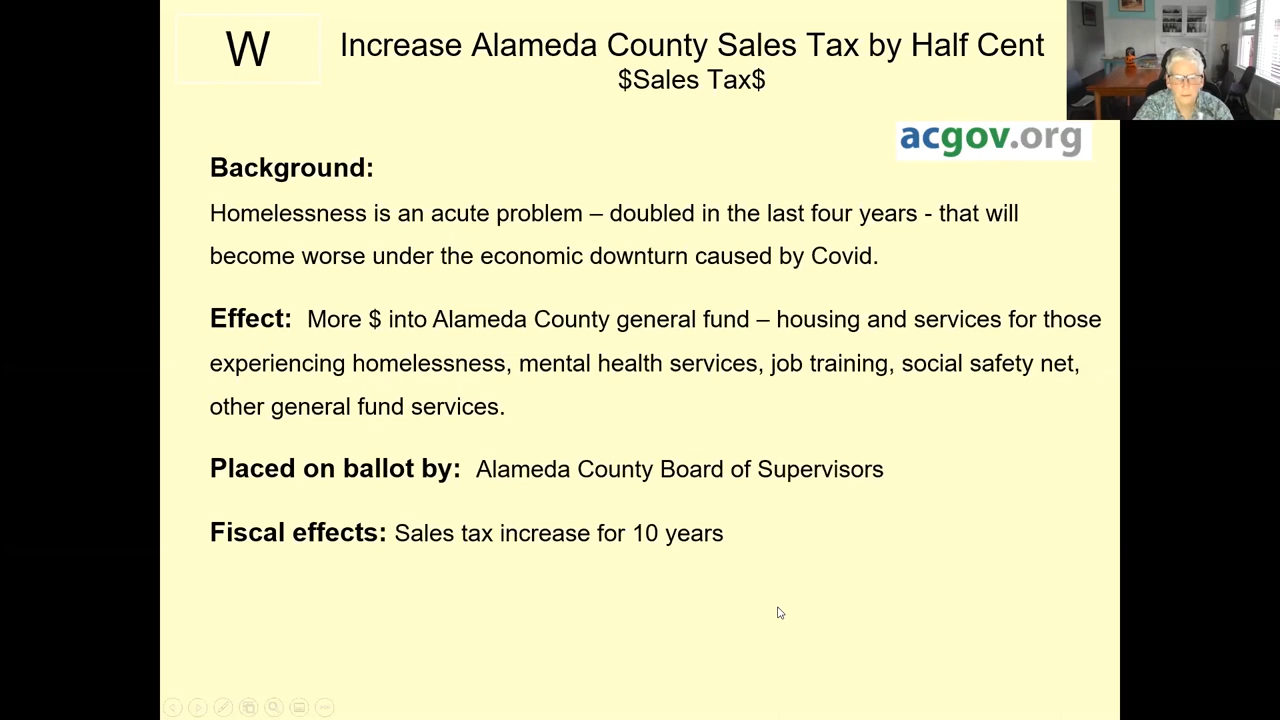 W
Increase Alameda County Sales Tax by Half Cent
$Sales Tax$
acgov.org
Background:
Homelessness is an acute problem – doubled in the last four years - that will
become worse under the economic downturn caused by Covid.
Effect: More $ into Alameda County general fund – housing and services for those
experiencing homelessness, mental health services, job training, social safety net,
other general fund services.
Placed on ballot by: Alameda County Board of Supervisors
Fiscal effects: Sales tax increase for 10 years